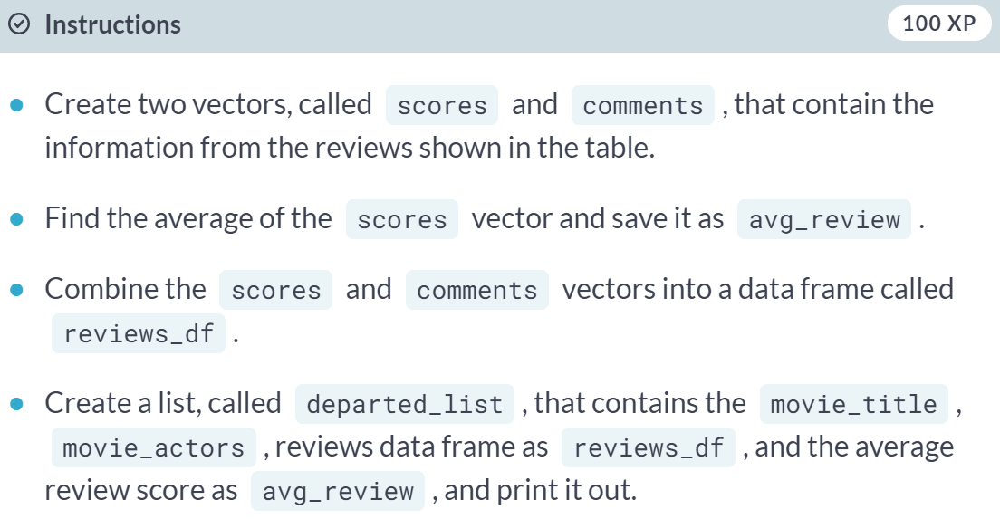 Instructions 100 XP
Create two vectors, called scores and comments , that contain the
information from the reviews shown in the table.
Find the average of the scores vector and save it as avg_review .
Combine the scores and comments vectors into a data frame called
reviews_df .
Create a list, called departed_list , that contains the movie_title ,
movie_actors , reviews data frame as reviews_df , and the average
review score as avg_review , and print it out.